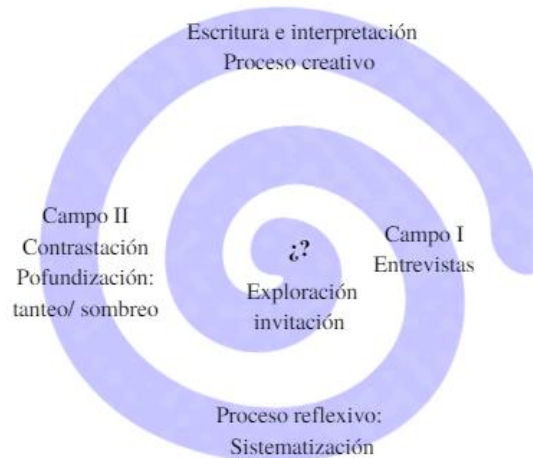 Escritura e interpretación
Proceso creativo
Campo II
Contrastación
Pofundización:
tanteo/ sombreo
¿?
Exploración
invitación
Campo I
Entrevistas
Proceso reflexivo:
Sistematización